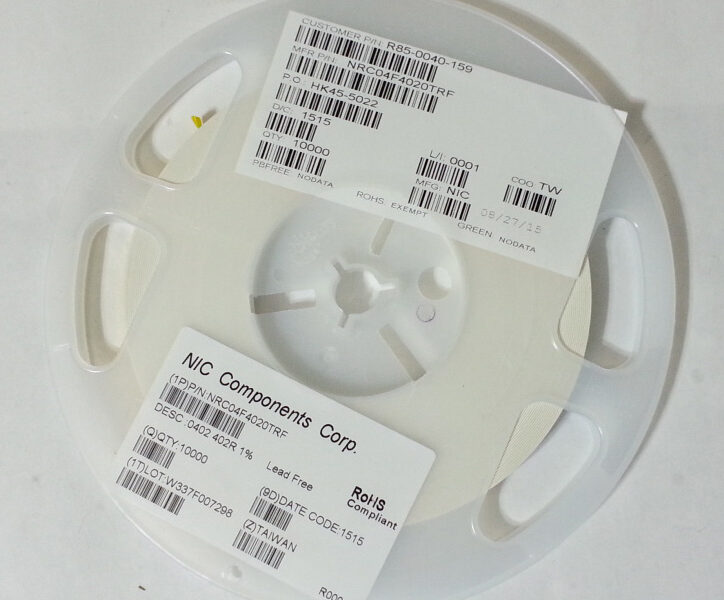 CUSTOMER P/N: R85-0040-159
MFR P/N: NRC04F4020TRF
P.O.: HK45-5022
D/C: 1515
QTY: 10000
L/I: 0001
COO: TW
PBFREE: NODATA
MFG: NIC
ROHS: EXEMPT
08/27/15
GREEN: NODATA
NIC Components Corp.
(1P)P/N:NRC04F4020TRF
DESC :0402 402R 1%
Lead Free
RoHS
Compliant
(Q)QTY:10000
(9D)DATE CODE:1515
(1T)LOT:W337F007298
(Z)TAIWAN